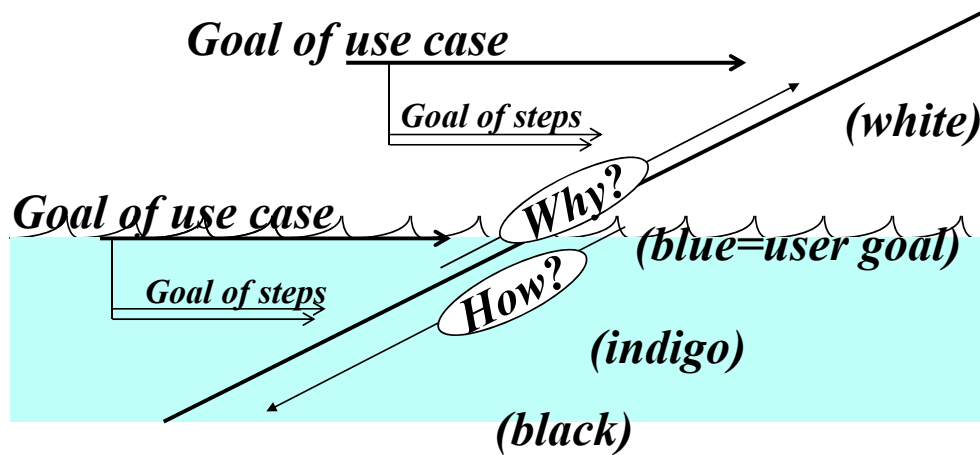 Goal of use case
Goal of steps
(white)
Why?
Goal of use case
(blue=user goal)
How?
Goal of steps
(indigo)
(black)